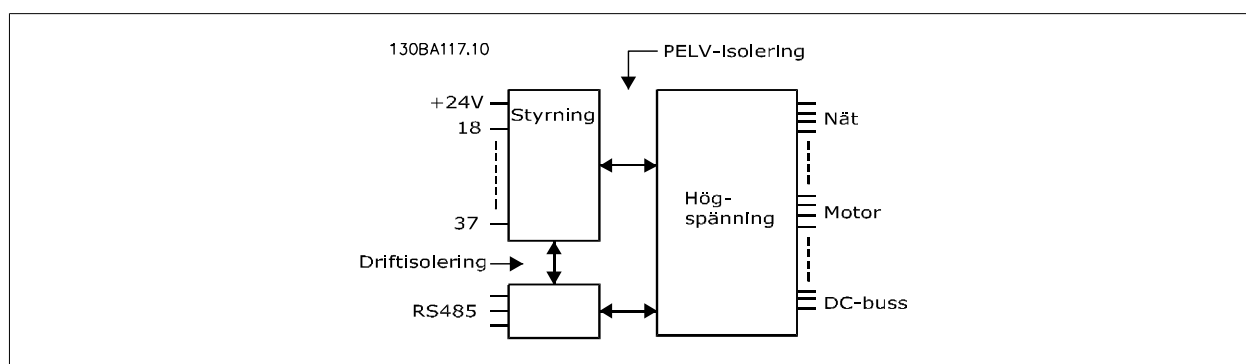 130BA117.10
PELV-isolering
+24V
Styrning
18
Nät
Hög-
spänning
37
Motor
Driftisolering
RS485
DC-buss